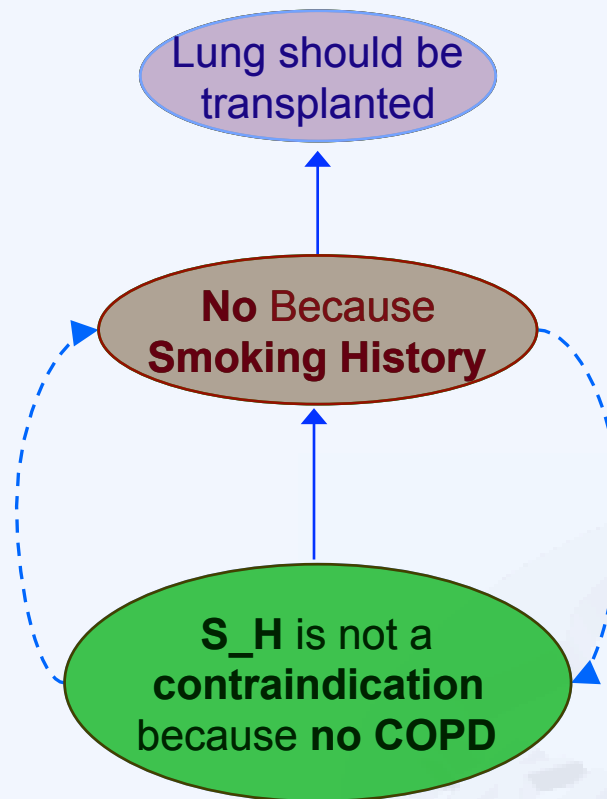 Lung should be
transplanted
No Because
Smoking History
S_H is not a
contraindication
because no COPD